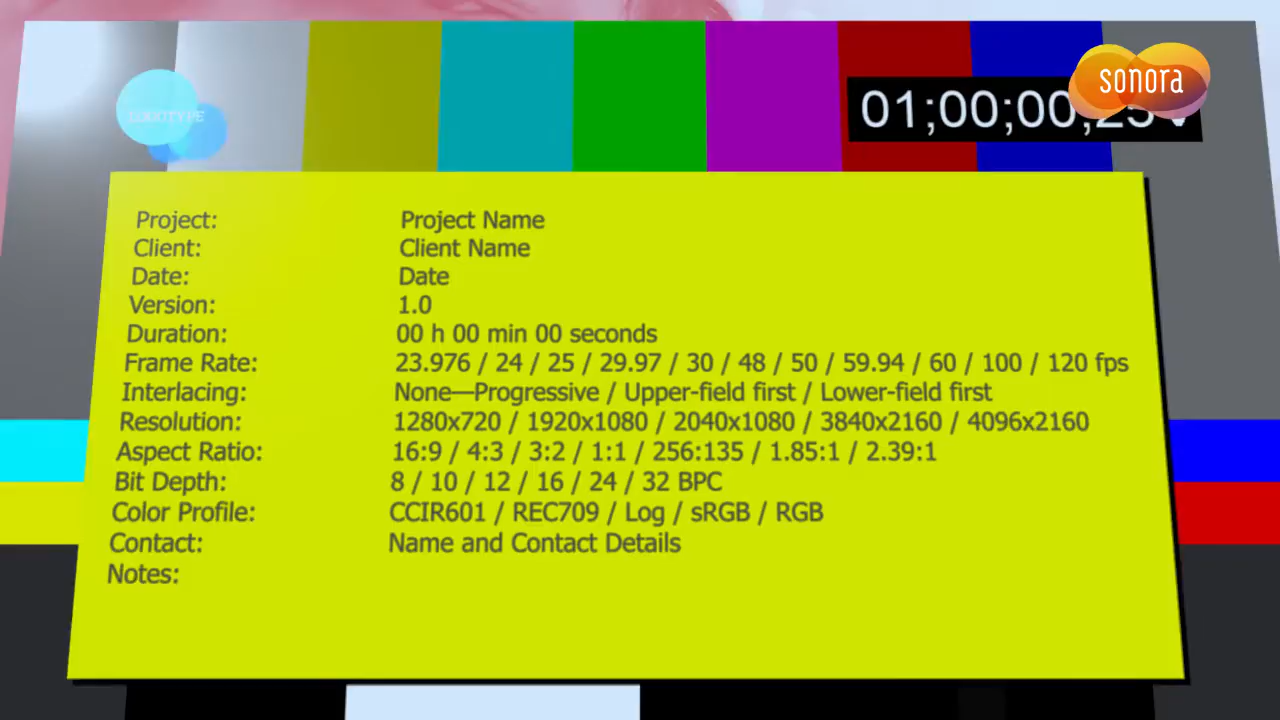 sonora
LOGOTYPE
01;00;00;25
Project: Project Name
Client: Client Name
Date: Date
Version: 1.0
Duration: 00 h 00 min 00 seconds
Frame Rate: 23.976 / 24 / 25 / 29.97 / 30 / 48 / 50 / 59.94 / 60 / 100 / 120 fps
Interlacing: None—Progressive / Upper-field first / Lower-field first
Resolution: 1280x720 / 1920x1080 / 2040x1080 / 3840x2160 / 4096x2160
Aspect Ratio: 16:9 / 4:3 / 3:2 / 1:1 / 256:135 / 1.85:1 / 2.39:1
Bit Depth: 8 / 10 / 12 / 16 / 24 / 32 BPC
Color Profile: CCIR601 / REC709 / Log / sRGB / RGB
Contact: Name and Contact Details
Notes: